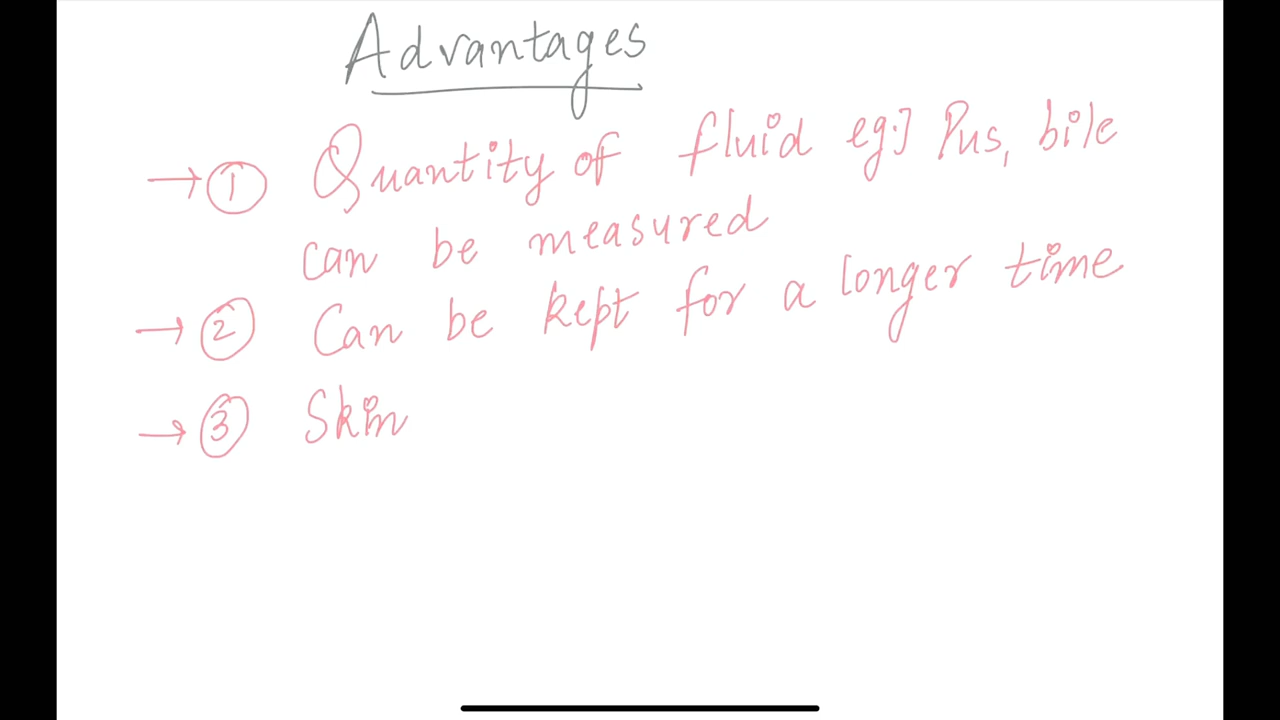 Advantages
→ ① Quantity of fluid eg:] Pus, bile
can be measured
→ ② Can be kept for a longer time
→ ③ Skin